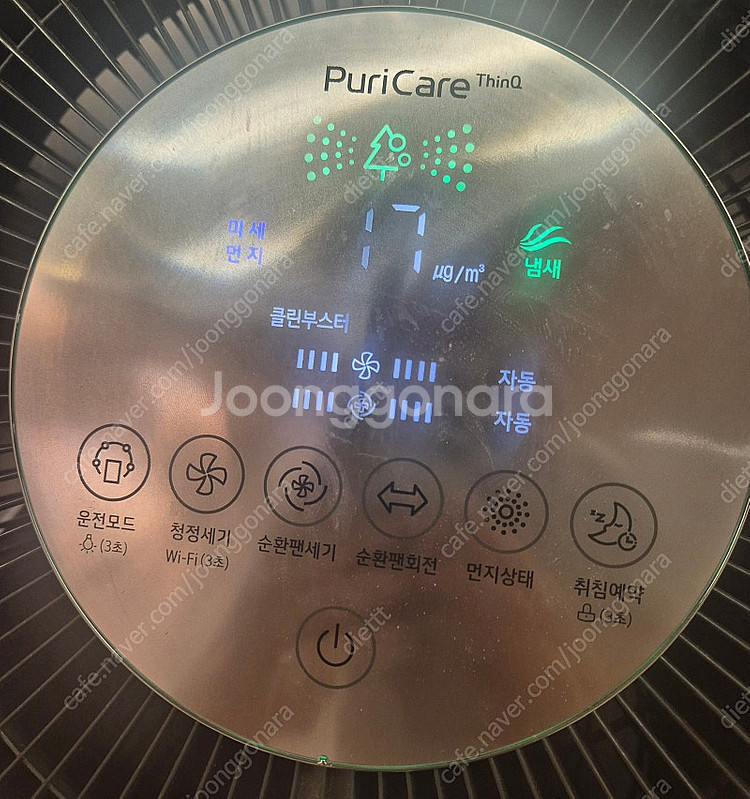 PuriCare ThinQ
미세
먼지
17
µg/m³
냄새
클린부스터
자동
자동
운전모드
(3초)
청정세기
Wi-Fi(3초)
순환팬세기
순환팬회전
먼지상태
zz
취침예약
(3초)
Joonggonara
cafe.naver.com/joonggonara
diett